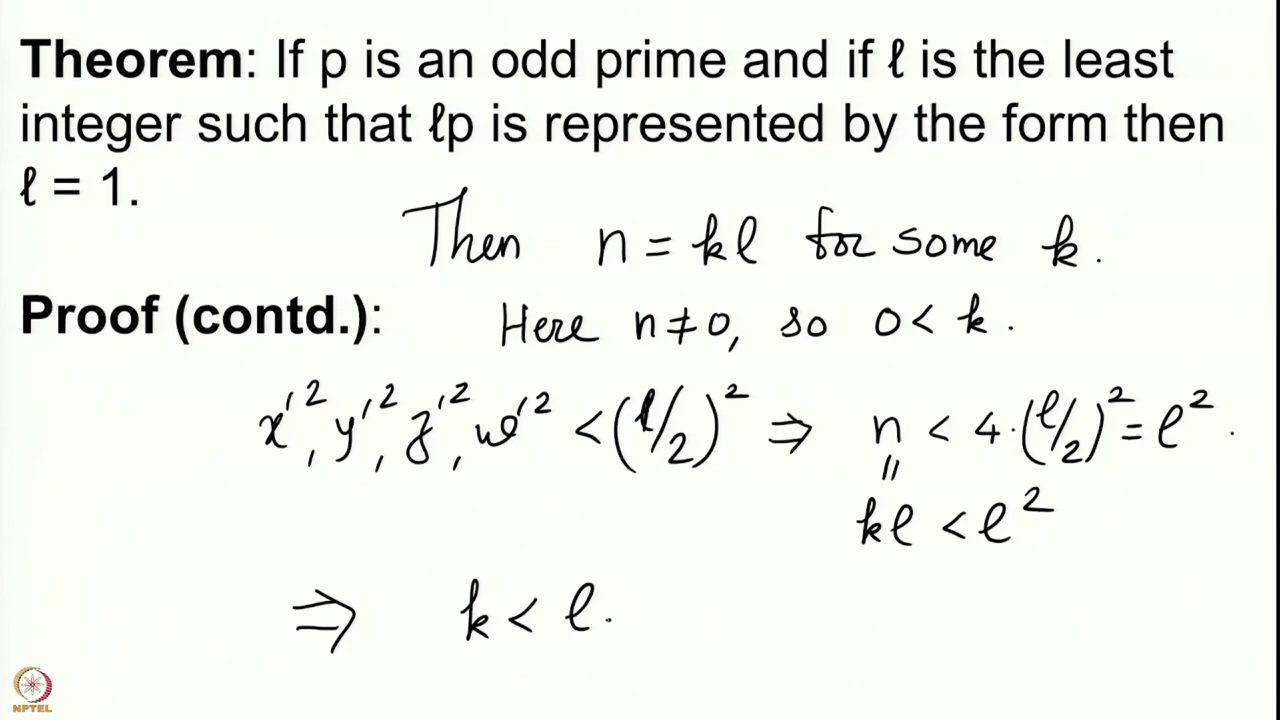 Theorem: If p is an odd prime and if ℓ is the least
integer such that ℓp is represented by the form then
ℓ = 1.
Then n = kℓ for some k.
Proof (contd.):
Here n ≠ 0, so 0 < k.
x'², y'², z'², w'² < (ℓ/2)² ⇒ n < 4·(ℓ/2)² = ℓ².
||
kℓ < ℓ²
⇒ k < ℓ.
NPTEL